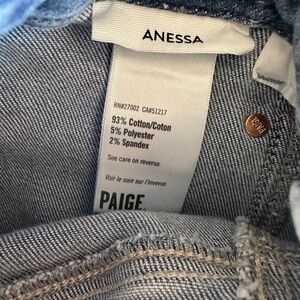 ANESSA
RN#27002 CA#51217
93% Cotton/Coton
5% Polyester
2% Spandex
See care on reverse.
Voir le soin sur l'inverse
PAIGE